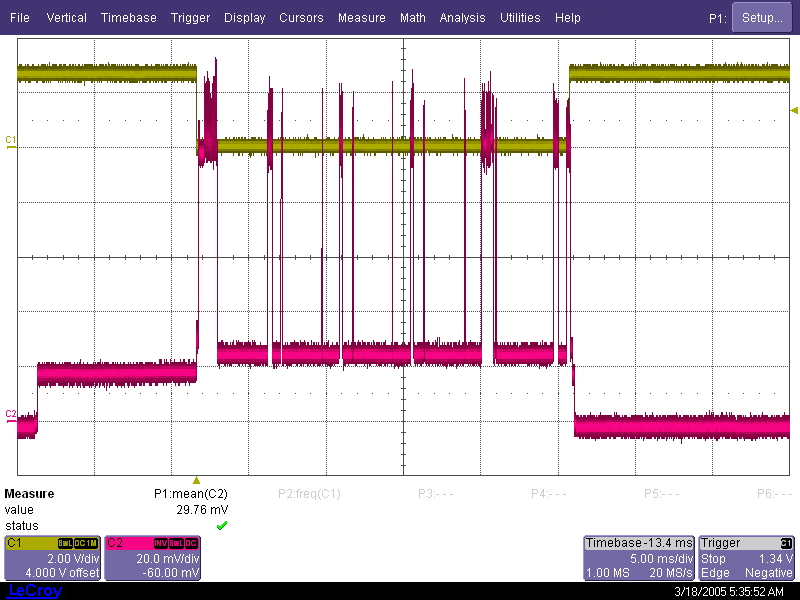 File Vertical Timebase Trigger Display Cursors Measure Math Analysis Utilities Help P1: Setup...
C1
C2
Measure P1:mean(C2) P2:freq(C1) P3:--- P4:--- P5:--- P6:---
value 29.76 mV
status
C1 BwL DC1M C2 INV BwL DC Timebase -13.4 ms Trigger C1
2.00 V/div 20.0 mV/div 5.00 ms/div Stop 1.34 V
4.000 V offset -60.00 mV 1.00 MS 20 MS/s Edge Negative
LeCroy 3/18/2005 5:35:52 AM